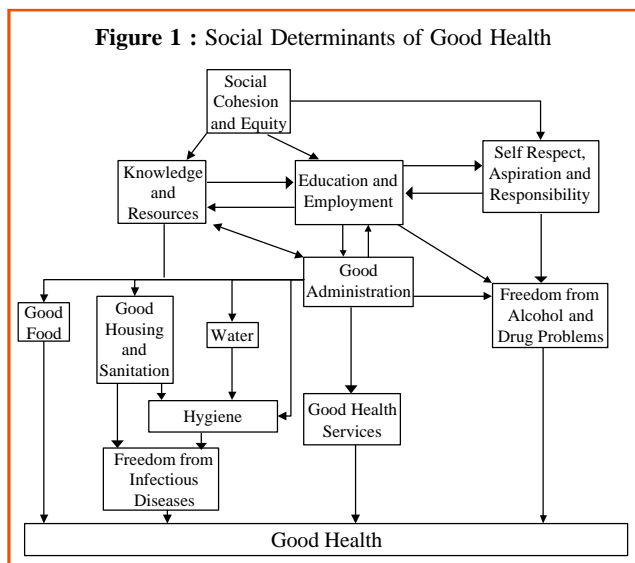 Figure 1 : Social Determinants of Good Health
Social
Cohesion
and Equity
Knowledge
and
Resources
Education and
Employment
Self Respect,
Aspiration and
Responsibility
Good
Administration
Good
Food
Good
Housing
and
Sanitation
Water
Freedom from
Alcohol and
Drug Problems
Hygiene
Good Health
Services
Freedom from
Infectious
Diseases
Good Health